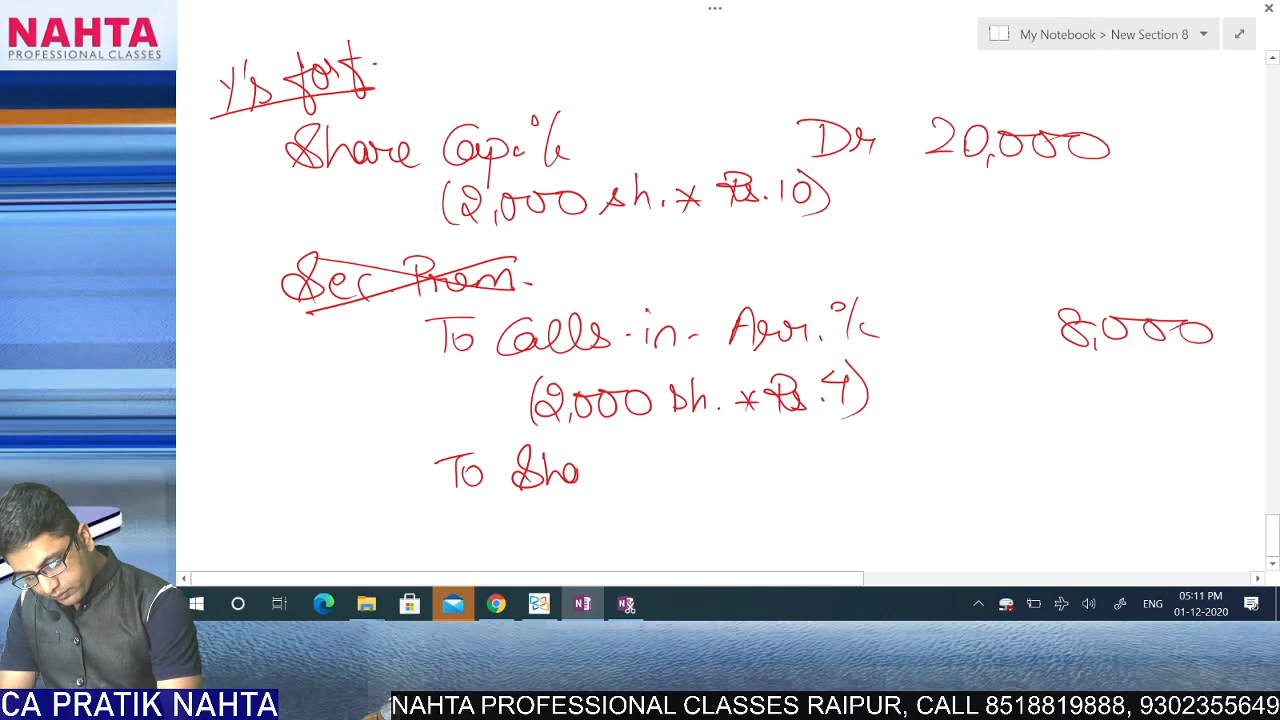 NAHTA
PROFESSIONAL CLASSES
My Notebook > New Section 8
Y's forf.
Share Cap. a/c Dr 20,000
(2,000 sh. * Rs. 10)
Sec Prem.
To Calls-in-Arr. a/c 8,000
(2,000 sh. * Rs. 4)
To Sha
ENG
05:11 PM
01-12-2020
CA PRATIK NAHTA
NAHTA PROFESSIONAL CLASSES RAIPUR, CALL 8518819888, 9302355649